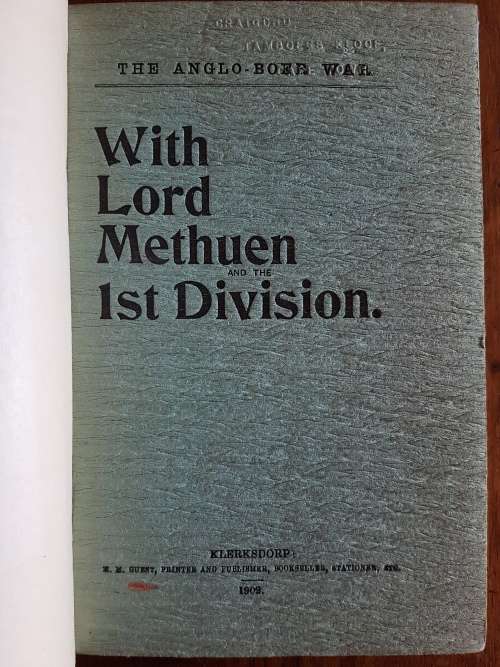 THE ANGLO-BOER WAR.
With
Lord
Methuen
AND THE
1st Division.
KLERKSDORP:
H. M. GUEST, PRINTER AND PUBLISHER, BOOKSELLER, STATIONER, ETC.
1902.